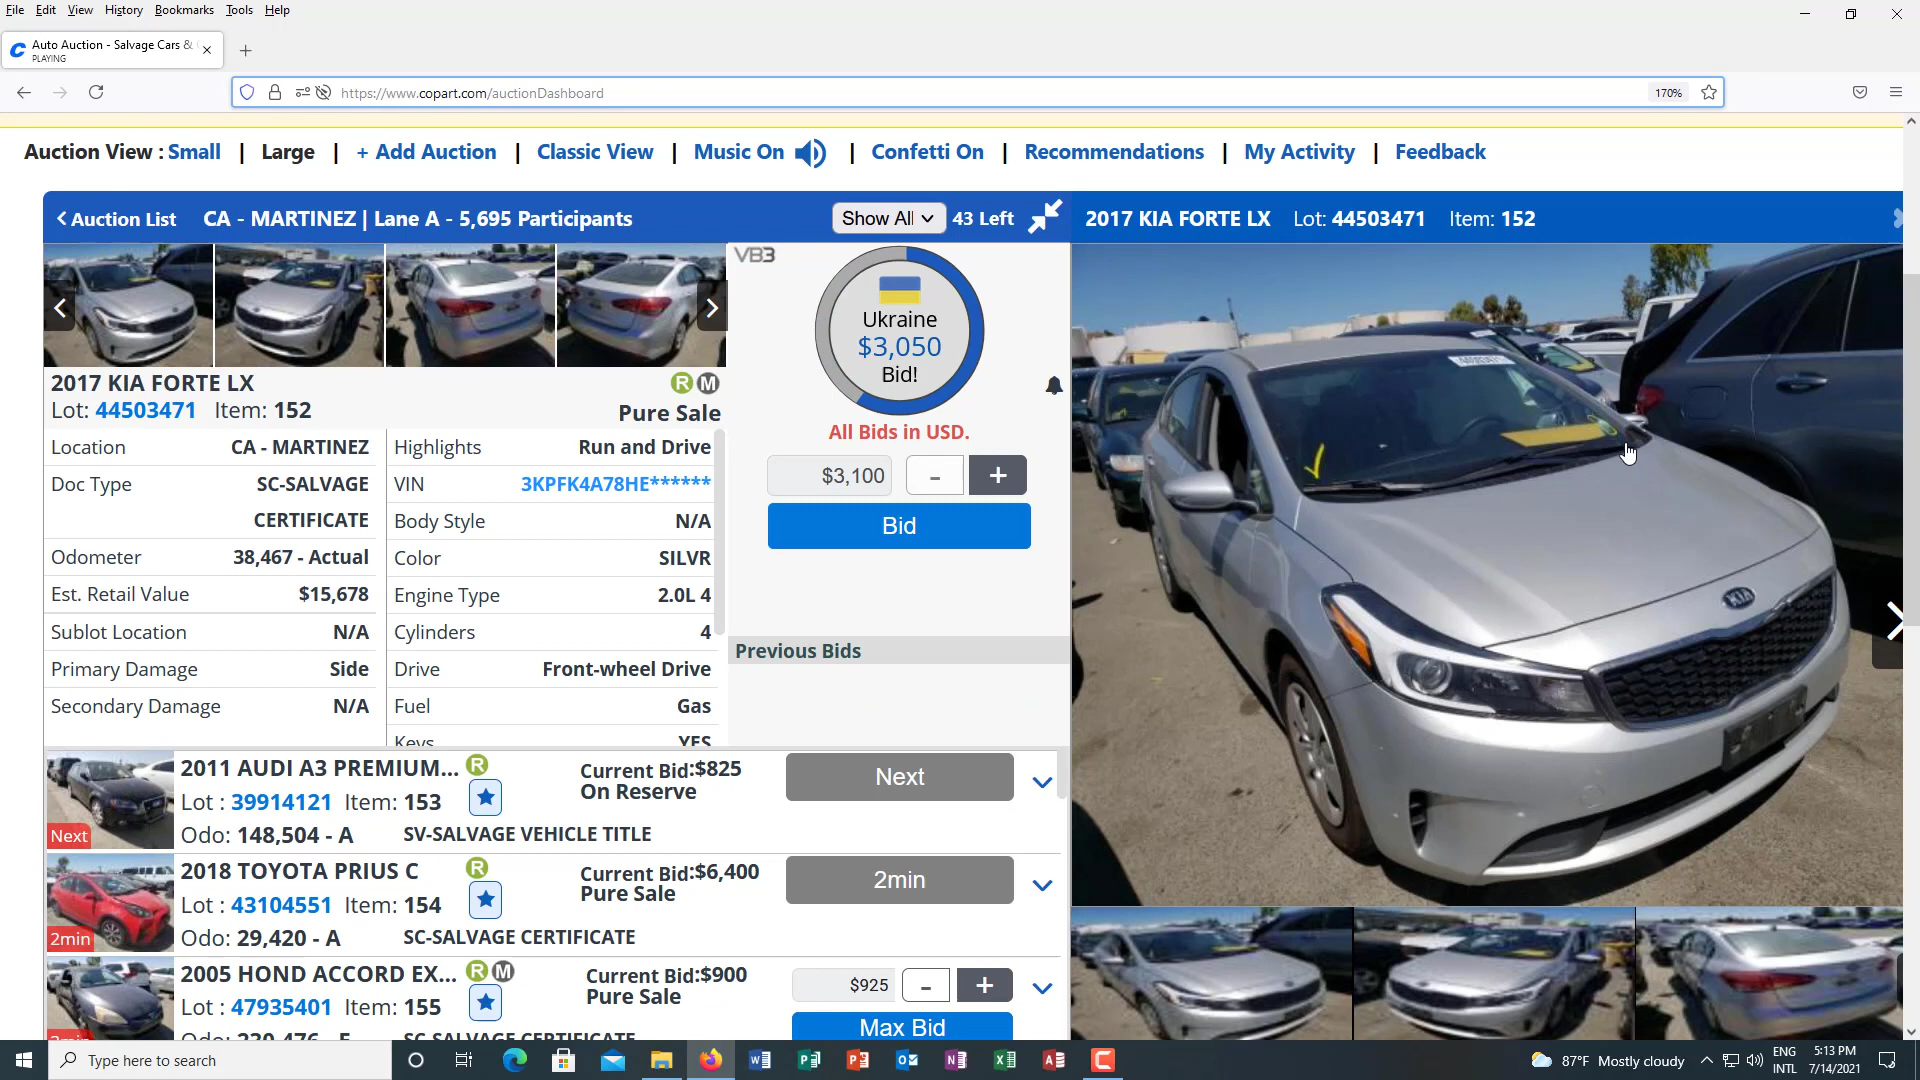 File Edit View History Bookmarks Tools Help
Auto Auction - Salvage Cars &
PLAYING
https://www.copart.com/auctionDashboard
170%
Auction View : Small | Large | + Add Auction | Classic View | Music On | Confetti On | Recommendations | My Activity | Feedback
Auction List CA - MARTINEZ | Lane A - 5,695 Participants Show All 43 Left
2017 KIA FORTE LX Lot: 44503471 Item: 152
VB3
Ukraine
$3,050
Bid!
All Bids in USD.
$3,100 - +
Bid
Previous Bids
2017 KIA FORTE LX R M
Lot: 44503471 Item: 152 Pure Sale
Location CA - MARTINEZ
Doc Type SC-SALVAGE
CERTIFICATE
Odometer 38,467 - Actual
Est. Retail Value $15,678
Sublot Location N/A
Primary Damage Side
Secondary Damage N/A
Highlights Run and Drive
VIN 3KPFK4A78HE******
Body Style N/A
Color SILVR
Engine Type 2.0L 4
Cylinders 4
Drive Front-wheel Drive
Fuel Gas
Keys YES
KIA
2011 AUDI A3 PREMIUM... R
Lot : 39914121 Item: 153
Odo: 148,504 - A SV-SALVAGE VEHICLE TITLE
Current Bid:$825
On Reserve
Next
Next
2018 TOYOTA PRIUS C R
Lot : 43104551 Item: 154
Odo: 29,420 - A SC-SALVAGE CERTIFICATE
Current Bid:$6,400
Pure Sale
2min
2min
2005 HOND ACCORD EX... R M
Lot : 47935401 Item: 155
Odo: 230,476 - E SC-SALVAGE CERTIFICATE
Current Bid:$900
Pure Sale
$925 - +
Max Bid
Type here to search
87°F Mostly cloudy
ENG
INTL
5:13 PM
7/14/2021